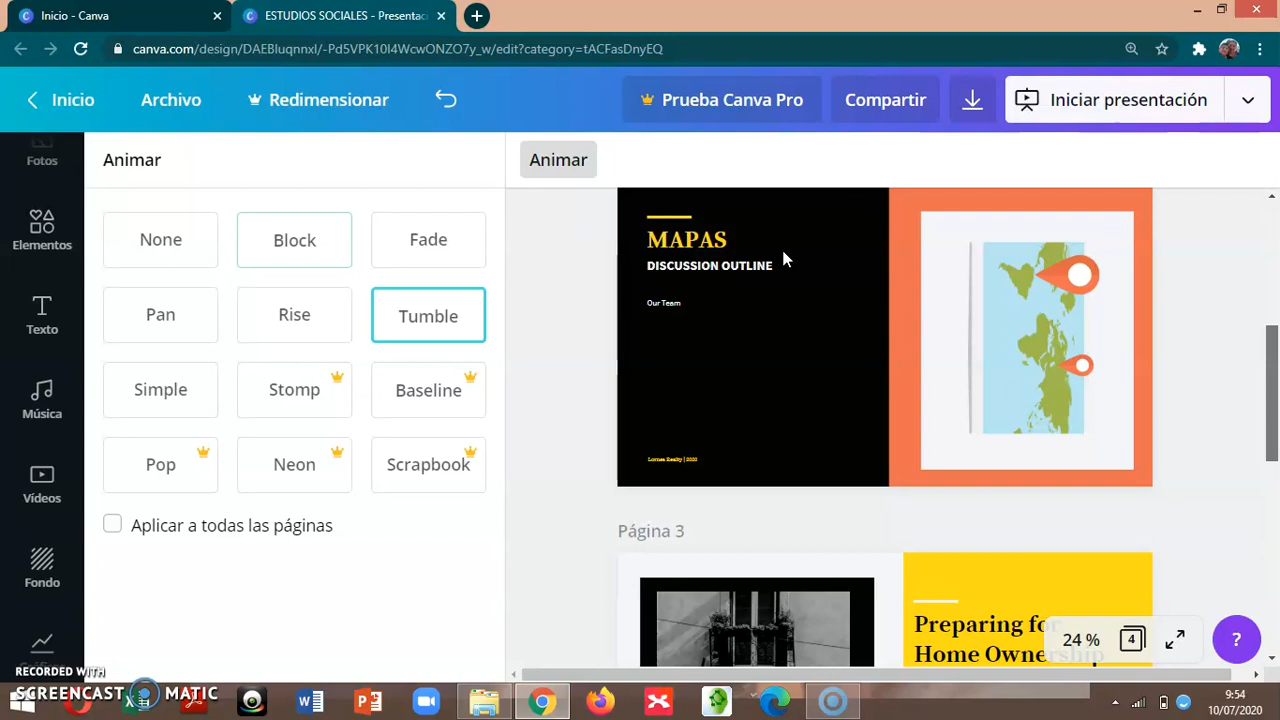 Inicio - Canva
ESTUDIOS SOCIALES - Presentaci
canva.com/design/DAEBluqnnxI/-Pd5VPK10I4WcwONZO7y_w/edit?category=tACFasDnyEQ
Inicio
Archivo
Redimensionar
Prueba Canva Pro
Compartir
Iniciar presentación
Fotos
Elementos
Texto
Música
Vídeos
Fondo
Animar
None
Block
Fade
Pan
Rise
Tumble
Simple
Stomp
Baseline
Pop
Neon
Scrapbook
Aplicar a todas las páginas
Animar
MAPAS
DISCUSSION OUTLINE
Our Team
Página 3
Preparing for
Home Ownership
24 %
4
?
RECORDED WITH
SCREENCAST MATIC
9:54
10/07/2020